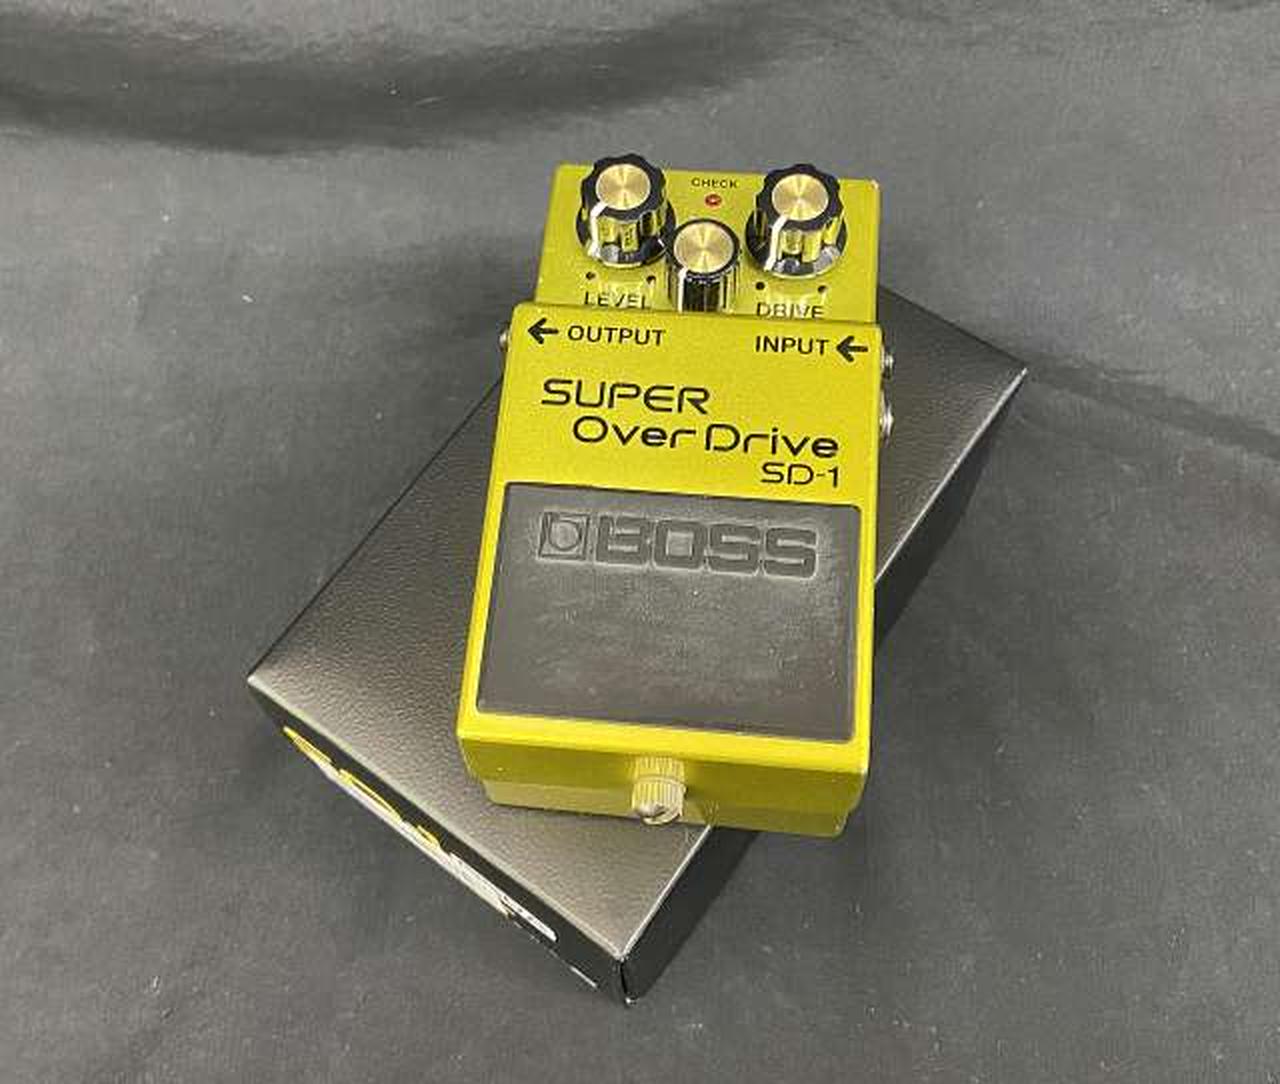 CHECK
LEVEL
DRIVE
OUTPUT
INPUT
SUPER
Over Drive
SD-1
BOSS